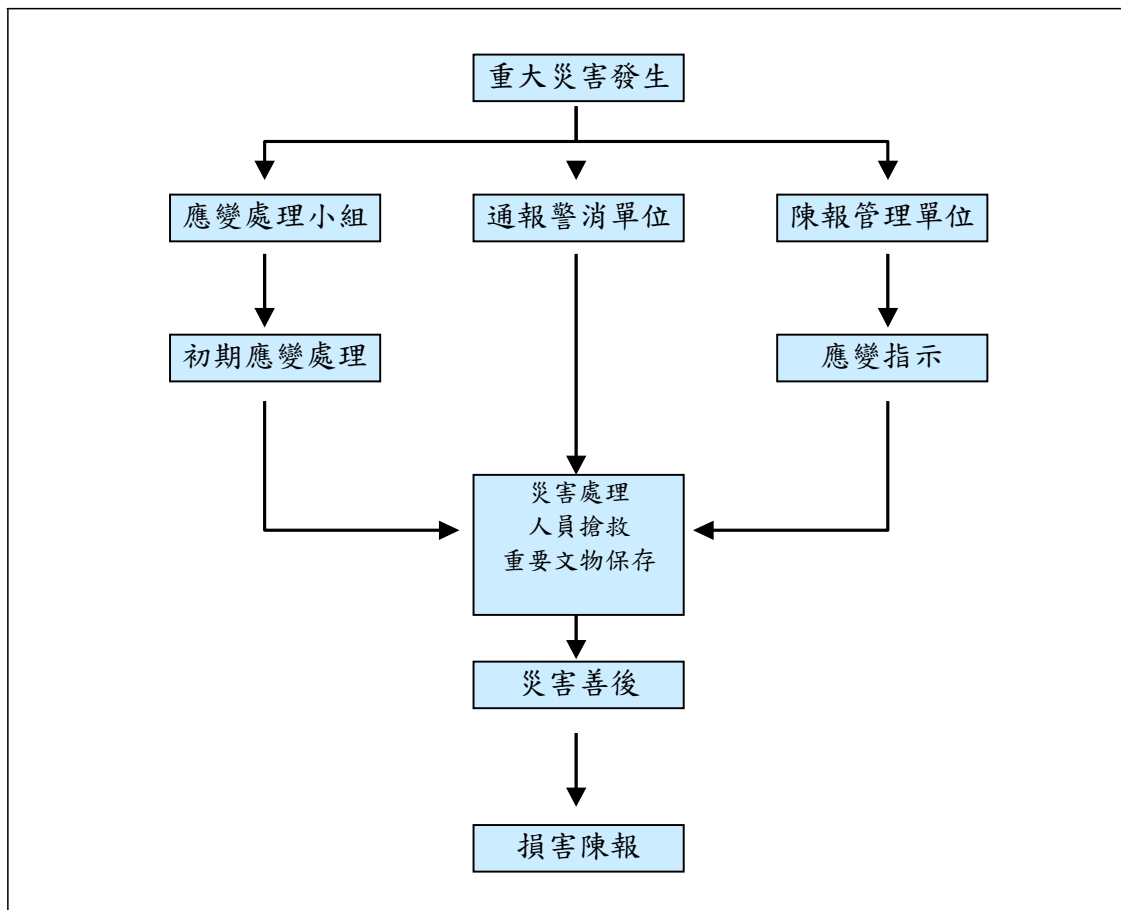 重大災害發生
應變處理小組
通報警消單位
陳報管理單位
初期應變處理
應變指示
災害處理
人員搶救
重要文物保存
災害善後
損害陳報